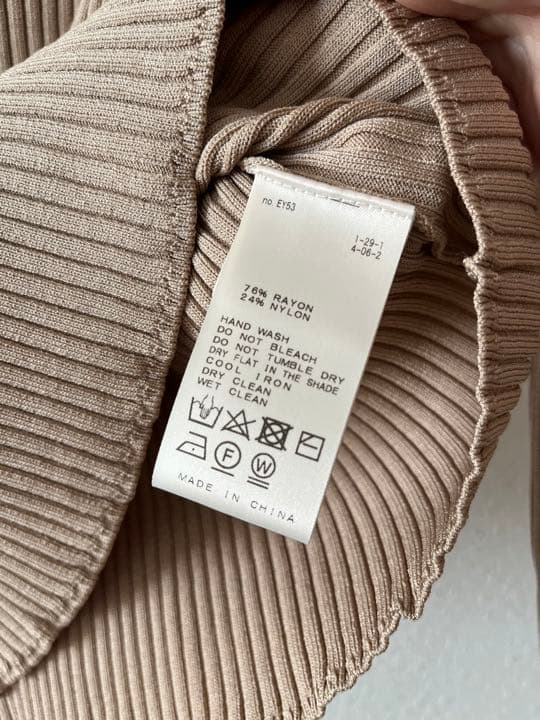 no. EY53
1-29-1
4-06-2
76% RAYON
24% NYLON
HAND WASH
DO NOT BLEACH
DO NOT TUMBLE DRY
DRY FLAT IN THE SHADE
COOL IRON
DRY CLEAN
WET CLEAN
F W
MADE IN CHINA